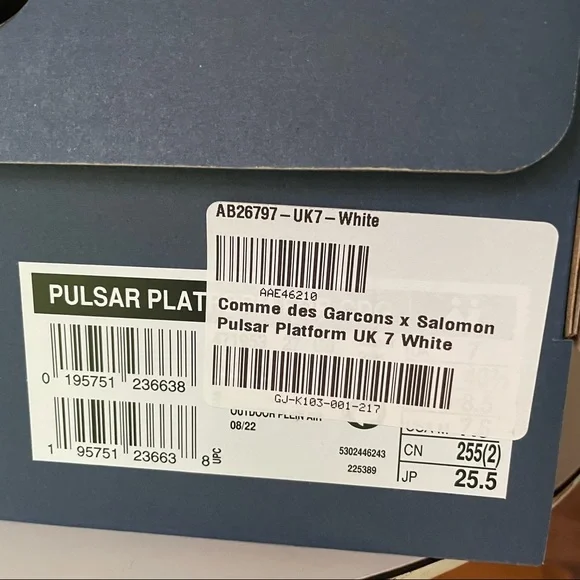 AB26797-UK7-White
AAE46210
Comme des Garcons x Salomon
Pulsar Platform UK 7 White
GJ-K103-001-217
PULSAR PLAT
0 195751 236638
1 95751 23663 8 UPC
OUTDOOR PLEIN AIR
08/22
5302446243
225389
CN 255(2)
JP 25.5